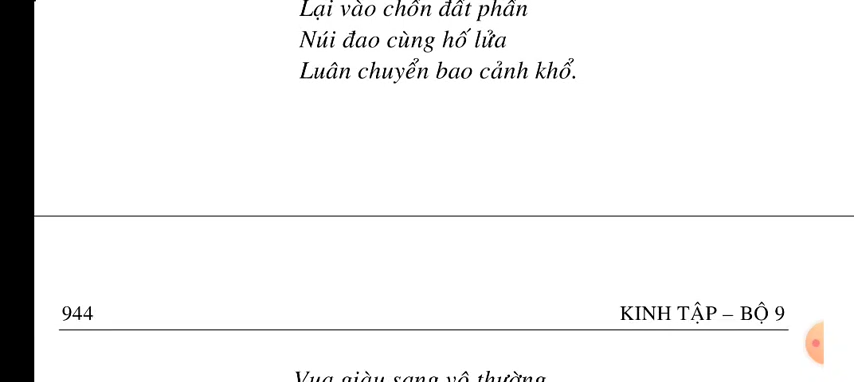 Lại vào chốn đất phẩn
Núi đao cùng hố lửa
Luân chuyển bao cảnh khổ.
944
KINH TẬP – BỘ 9
Vua giàu sang vô thường